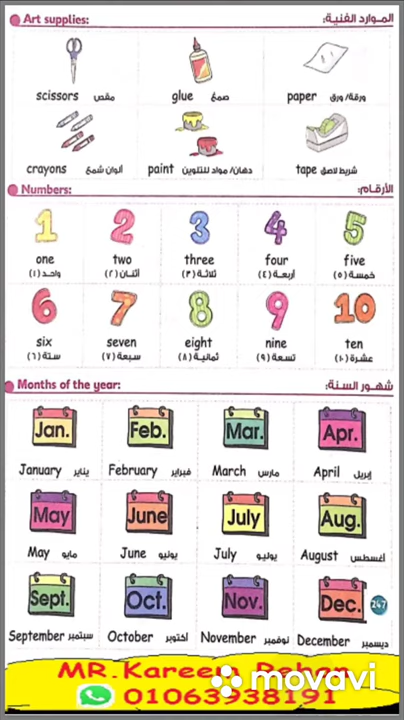 Art supplies: الموارد الفنية:
scissors مقص glue صمغ paper ورقة/ ورق
crayons ألوان شمع paint دهان/ مواد للتلوين tape شريط لاصق
Numbers: الأرقام:
1 2 3 4 5
one two three four five
واحد (١) أثنان (٢) ثلاثة (٣) أربعة (٤) خمسة (٥)
6 7 8 9 10
six seven eight nine ten
ستة (٦) سبعة (٧) ثمانية (٨) تسعة (٩) عشرة (١٠)
Months of the year: شهور السنة:
Jan. Feb. Mar. Apr.
January يناير February فبراير March مارس April إبريل
May June July Aug.
May مايو June يونيو July يوليو August اغسطس
Sept. Oct. Nov. Dec. 247
September سبتمبر October اكتوبر November نوفمبر December ديسمبر
MR.Kareem
movavi
01063938191